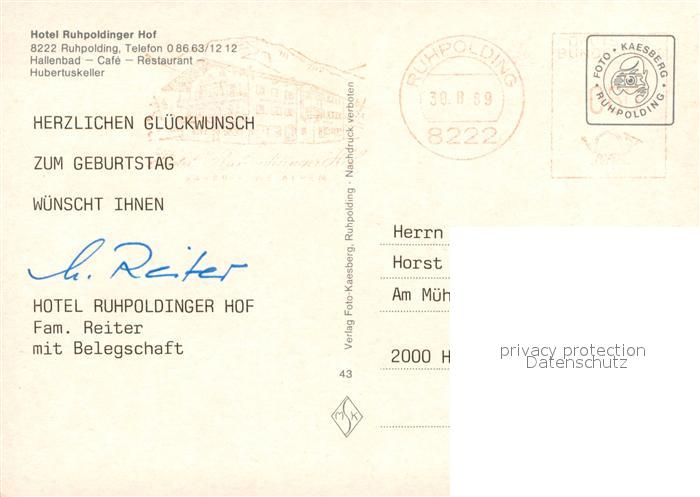 Hotel Ruhpoldinger Hof
8222 Ruhpolding, Telefon 0 86 63/12 12
Hallenbad — Café — Restaurant —
Hubertuskeller
RUHPOLDING
30. 8 89
8222
FOTO · KAESBERG · RUHPOLDING ·
HERZLICHEN GLÜCKWUNSCH
ZUM GEBURTSTAG
WÜNSCHT IHNEN
Reiter
HOTEL RUHPOLDINGER HOF
Fam. Reiter
mit Belegschaft
Verlag Foto-Kaesberg, Ruhpolding · Nachdruck verboten
43
MSK
Herrn
Horst
Am Müh
2000 H
privacy protection
Datenschutz